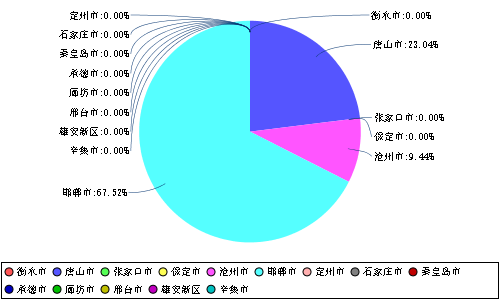 定州市:0.00%
石家庄市:0.00%
秦皇岛市:0.00%
承德市:0.00%
廊坊市:0.00%
邢台市:0.00%
雄安新区:0.00%
辛集市:0.00%
邯郸市:67.52%
衡水市:0.00%
唐山市:23.04%
张家口市:0.00%
保定市:0.00%
沧州市:9.44%
衡水市 唐山市 张家口市 保定市 沧州市 邯郸市 定州市 石家庄市 秦皇岛市
承德市 廊坊市 邢台市 雄安新区 辛集市